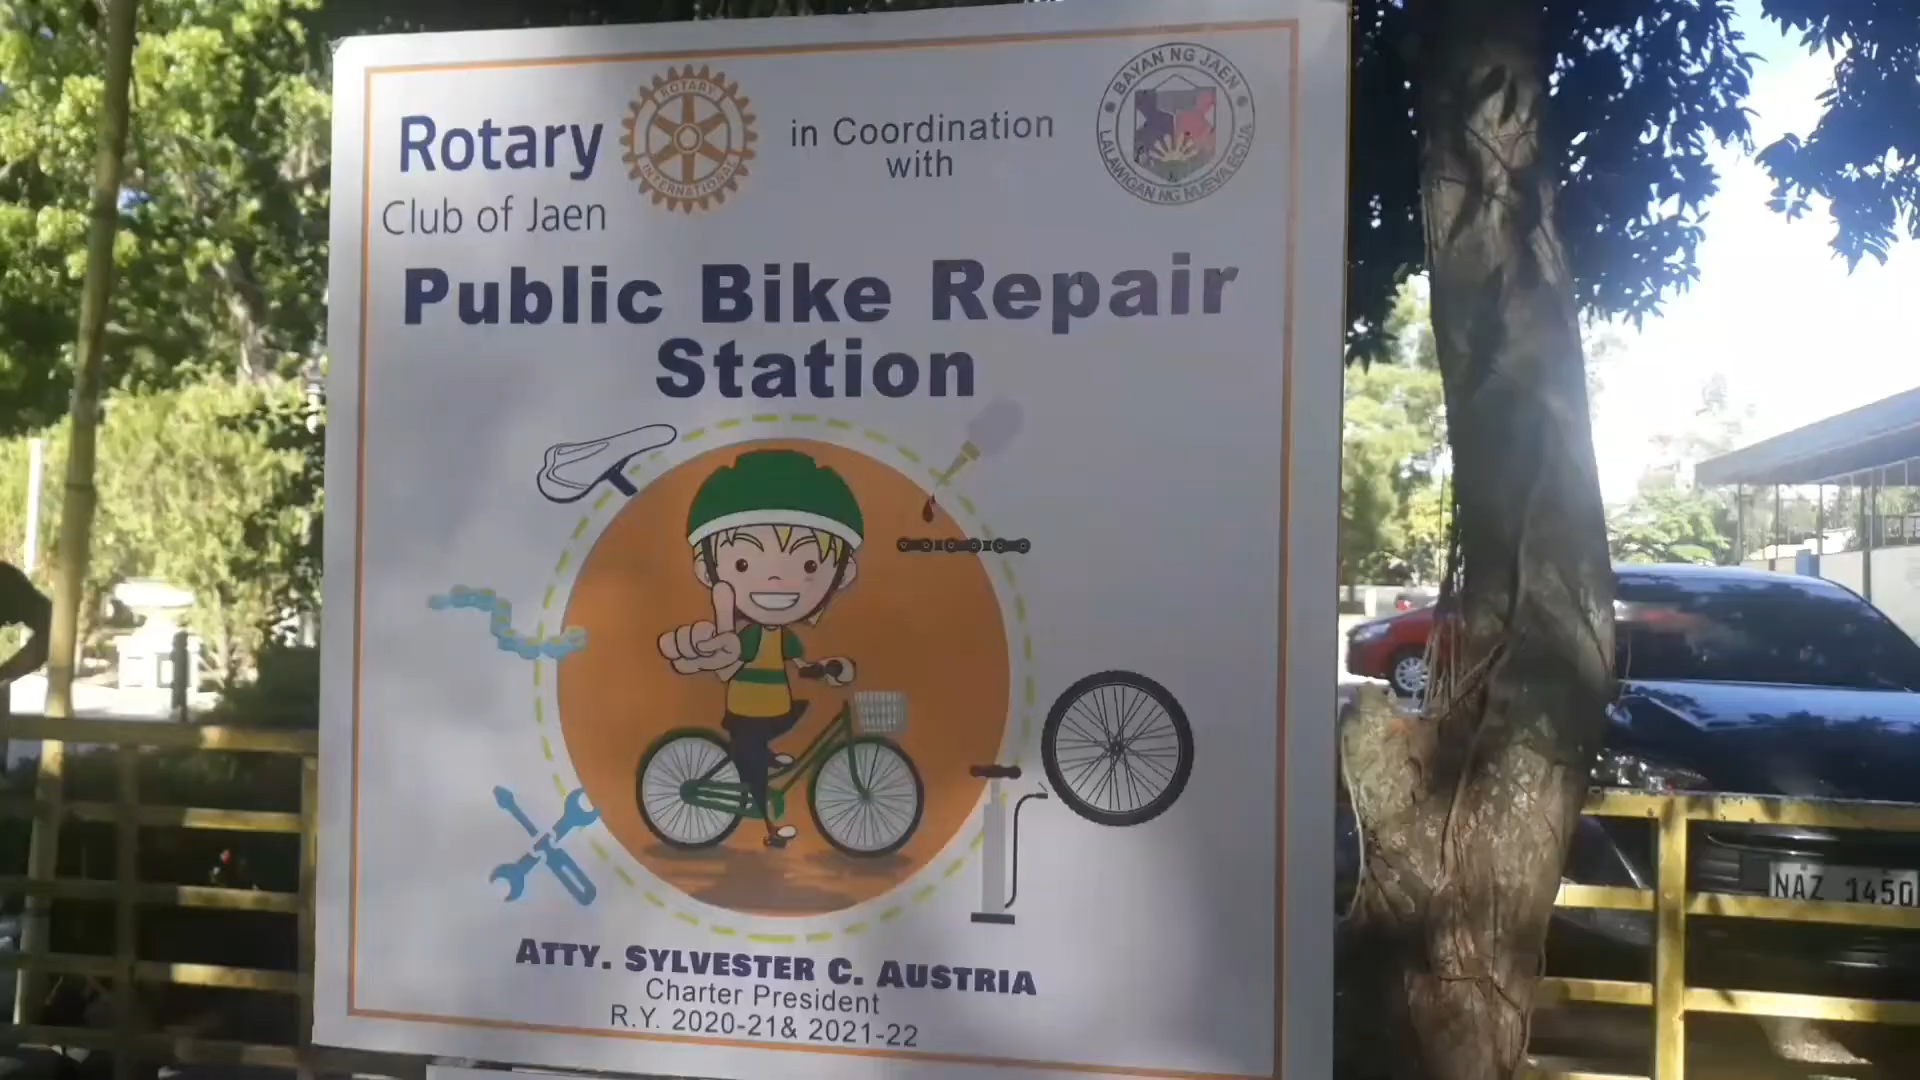 Rotary
Club of Jaen
ROTARY
INTERNATIONAL
in Coordination
with
BAYAN NG JAEN
LALAWIGAN NG NUEVA ECIJA
Public Bike Repair
Station
ATTY. SYLVESTER C. AUSTRIA
Charter President
R.Y. 2020-21& 2021-22
NAZ 1450